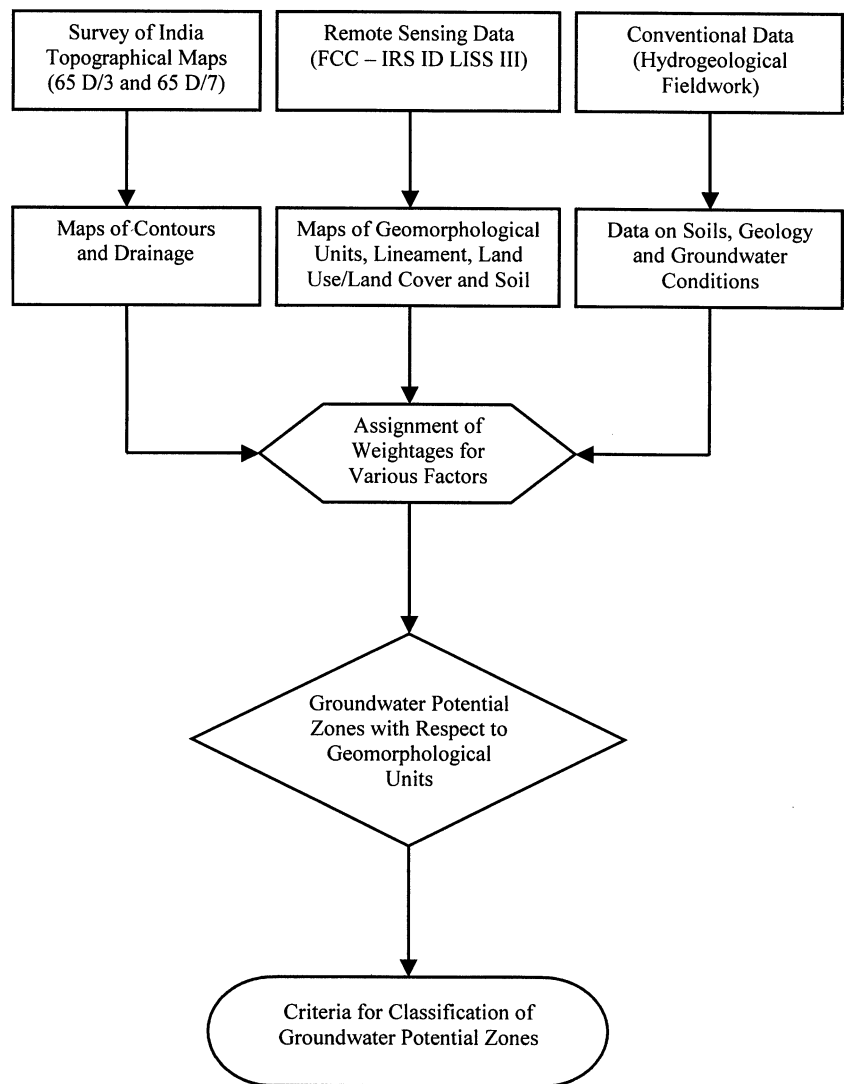 Survey of India
Topographical Maps
(65 D/3 and 65 D/7)
Remote Sensing Data
(FCC – IRS ID LISS III)
Conventional Data
(Hydrogeological
Fieldwork)
Maps of Contours
and Drainage
Maps of Geomorphological
Units, Lineament, Land
Use/Land Cover and Soil
Data on Soils, Geology
and Groundwater
Conditions
Assignment of
Weightages for
Various Factors
Groundwater Potential
Zones with Respect to
Geomorphological
Units
Criteria for Classification of
Groundwater Potential Zones